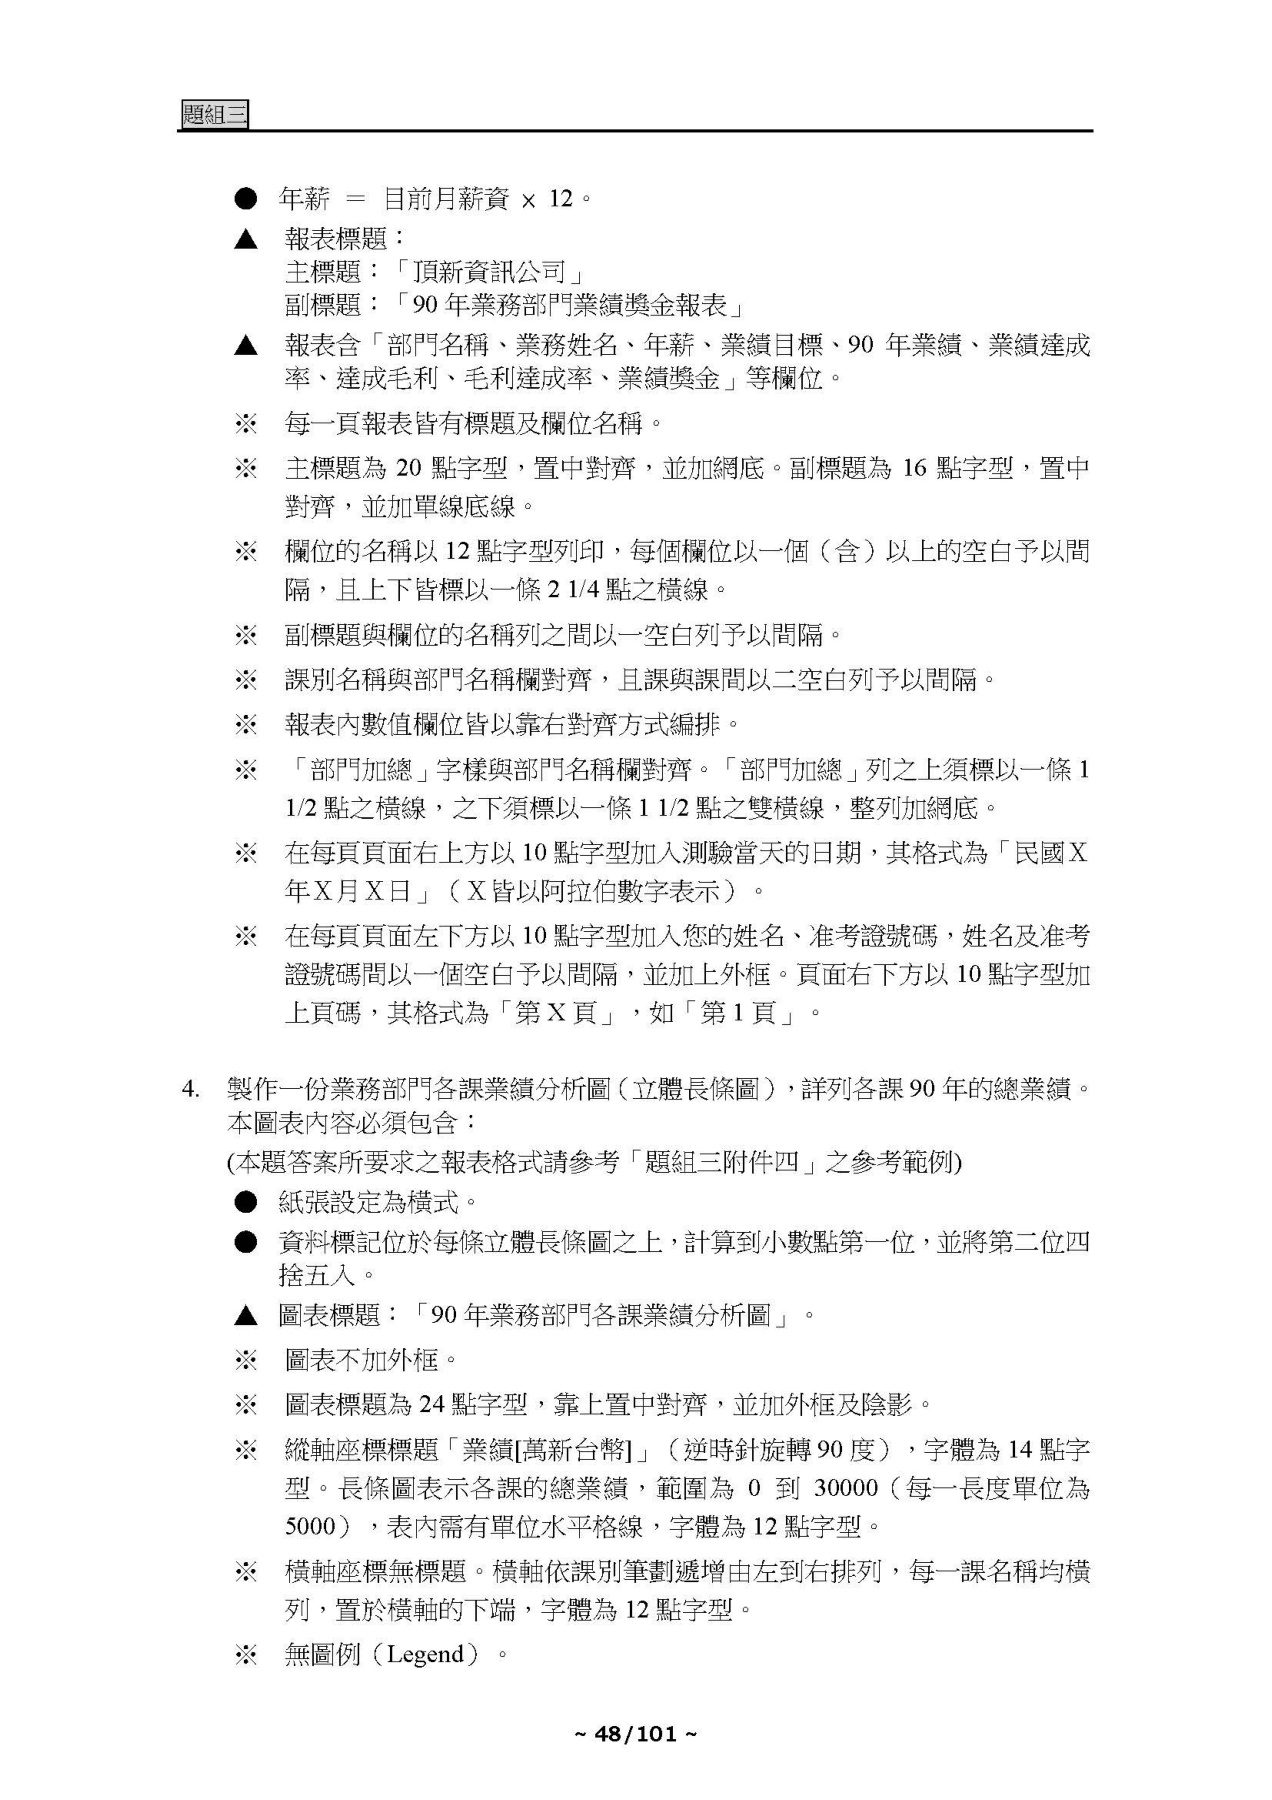 題組三
● 年薪 ＝ 目前月薪資 × 12。
▲ 報表標題：
主標題：「頂新資訊公司」
副標題：「90 年業務部門業績獎金報表」
▲ 報表含「部門名稱、業務姓名、年薪、業績目標、90 年業績、業績達成
率、達成毛利、毛利達成率、業績獎金」等欄位。
※ 每一頁報表皆有標題及欄位名稱。
※ 主標題為 20 點字型，置中對齊，並加網底。副標題為 16 點字型，置中
對齊，並加單線底線。
※ 欄位的名稱以 12 點字型列印，每個欄位以一個（含）以上的空白予以間
隔，且上下皆標以一條 2 1/4 點之橫線。
※ 副標題與欄位的名稱列之間以一空白列予以間隔。
※ 課別名稱與部門名稱欄對齊，且課與課間以二空白列予以間隔。
※ 報表內數值欄位皆以靠右對齊方式編排。
※ 「部門加總」字樣與部門名稱欄對齊。「部門加總」列之上須標以一條 1
1/2 點之橫線，之下須標以一條 1 1/2 點之雙橫線，整列加網底。
※ 在每頁頁面右上方以 10 點字型加入測驗當天的日期，其格式為「民國Ｘ
年Ｘ月Ｘ日」（Ｘ皆以阿拉伯數字表示）。
※ 在每頁頁面左下方以 10 點字型加入您的姓名、准考證號碼，姓名及准考
證號碼間以一個空白予以間隔，並加上外框。頁面右下方以 10 點字型加
上頁碼，其格式為「第 X 頁」，如「第 1 頁」。
4. 製作一份業務部門各課業績分析圖（立體長條圖），詳列各課 90 年的總業績。
本圖表內容必須包含：
(本題答案所要求之報表格式請參考「題組三附件四」之參考範例)
● 紙張設定為橫式。
● 資料標記位於每條立體長條圖之上，計算到小數點第一位，並將第二位四
捨五入。
▲ 圖表標題：「90 年業務部門各課業績分析圖」。
※ 圖表不加外框。
※ 圖表標題為 24 點字型，靠上置中對齊，並加外框及陰影。
※ 縱軸座標標題「業績[萬新台幣]」（逆時針旋轉 90 度），字體為 14 點字
型。長條圖表示各課的總業績，範圍為 0 到 30000（每一長度單位為
5000），表內需有單位水平格線，字體為 12 點字型。
※ 橫軸座標無標題。橫軸依課別筆劃遞增由左到右排列，每一課名稱均橫
列，置於橫軸的下端，字體為 12 點字型。
※ 無圖例（Legend）。
~ 48/101 ~